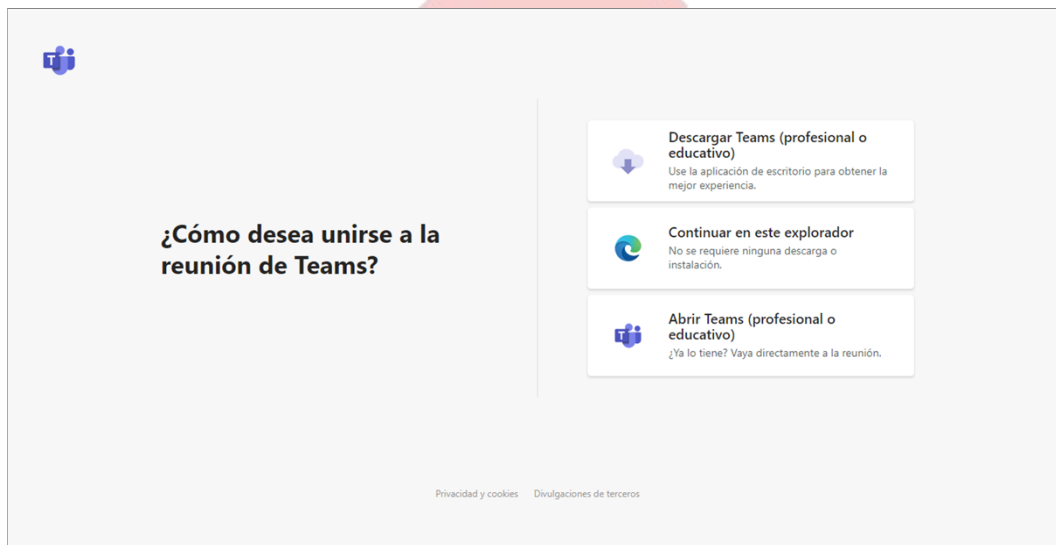 ¿Cómo desea unirse a la
reunión de Teams?
Descargar Teams (profesional o
educativo)
Use la aplicación de escritorio para obtener la
mejor experiencia.
Continuar en este explorador
No se requiere ninguna descarga o
instalación.
Abrir Teams (profesional o
educativo)
¿Ya lo tiene? Vaya directamente a la reunión.
Privacidad y cookies Divulgaciones de terceros